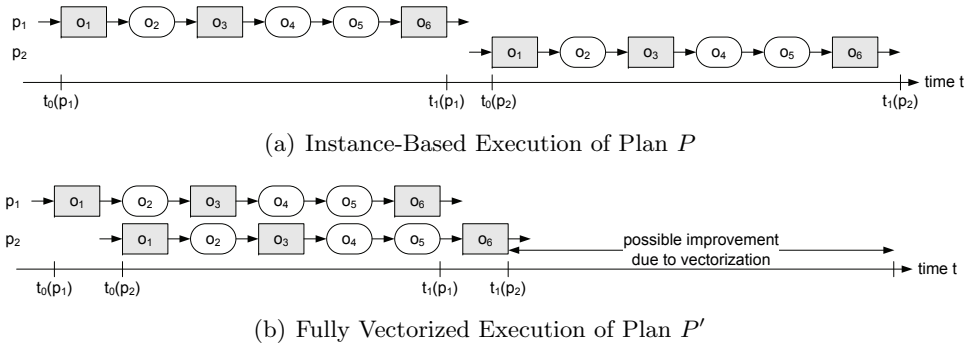 p₁ o₁ o₂ o₃ o₄ o₅ o₆
p₂ o₁ o₂ o₃ o₄ o₅ o₆
time t
t₀(p₁) t₁(p₁) t₀(p₂) t₁(p₂)
(a) Instance-Based Execution of Plan P
p₁ o₁ o₂ o₃ o₄ o₅ o₆
p₂ o₁ o₂ o₃ o₄ o₅ o₆
possible improvement
due to vectorization
time t
t₀(p₁) t₀(p₂) t₁(p₁) t₁(p₂)
(b) Fully Vectorized Execution of Plan P′